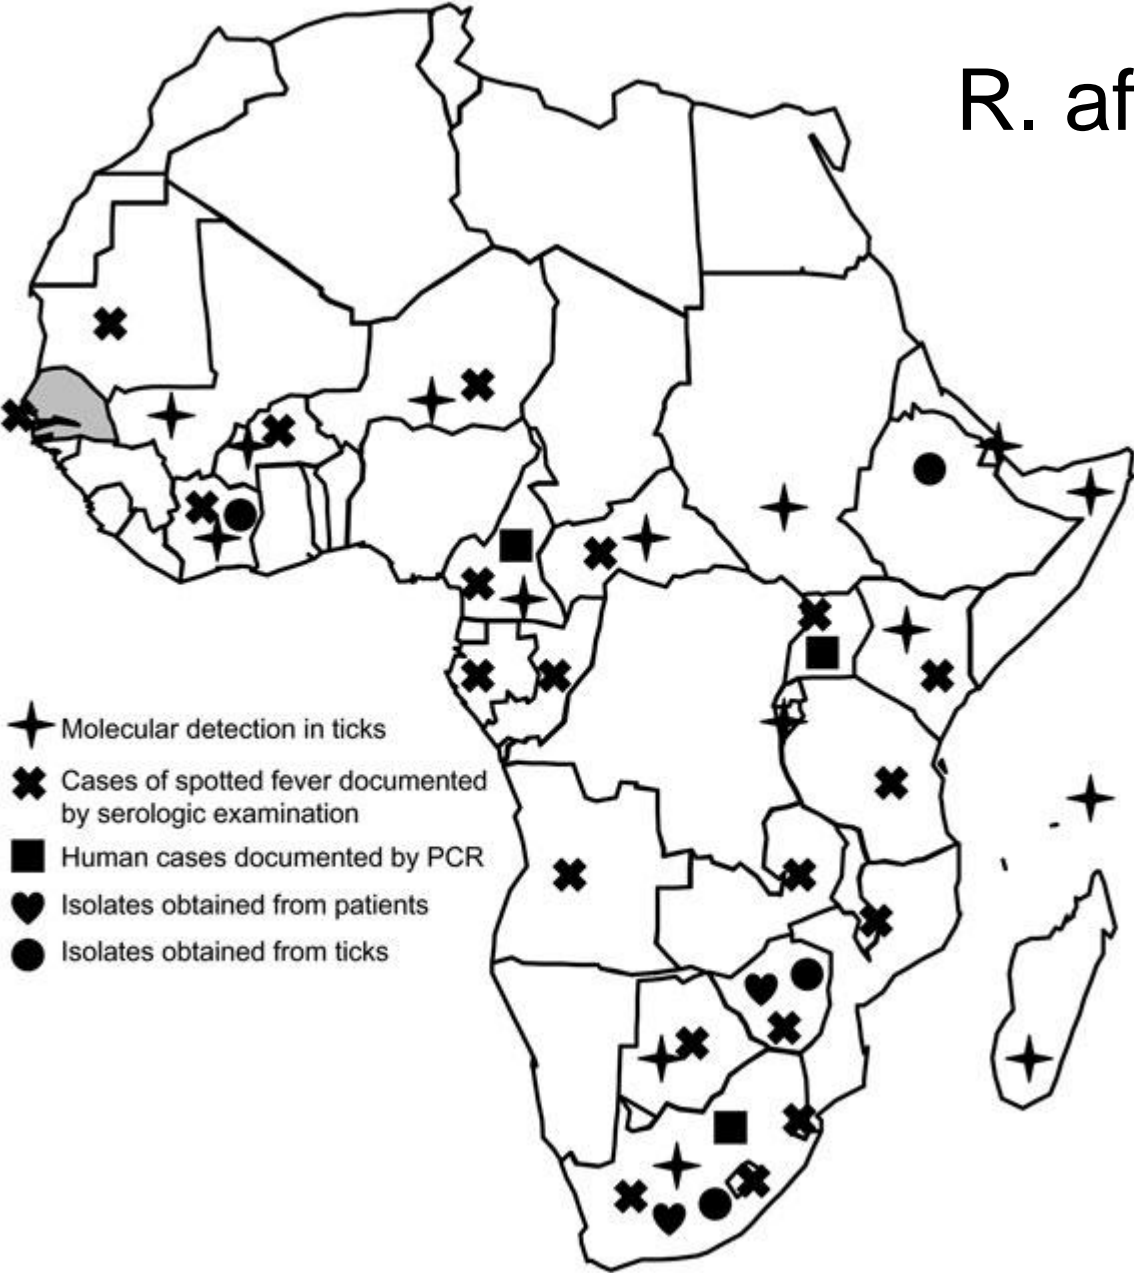 R. af
Molecular detection in ticks
Cases of spotted fever documented
by serologic examination
Human cases documented by PCR
Isolates obtained from patients
Isolates obtained from ticks